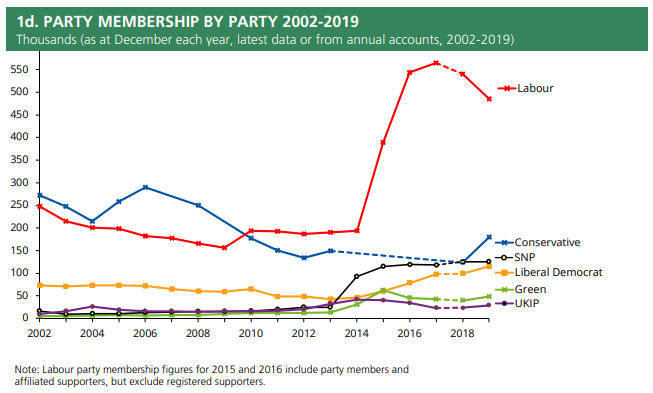 1d. PARTY MEMBERSHIP BY PARTY 2002-2019
Thousands (as at December each year, latest data or from annual accounts, 2002-2019)
550
500
450
400
350
300
250
200
150
100
50
0
2002
2004
2006
2008
2010
2012
2014
2016
2018
Labour
Conservative
SNP
Liberal Democrat
Green
UKIP
Note: Labour party membership figures for 2015 and 2016 include party members and
affiliated supporters, but exclude registered supporters.